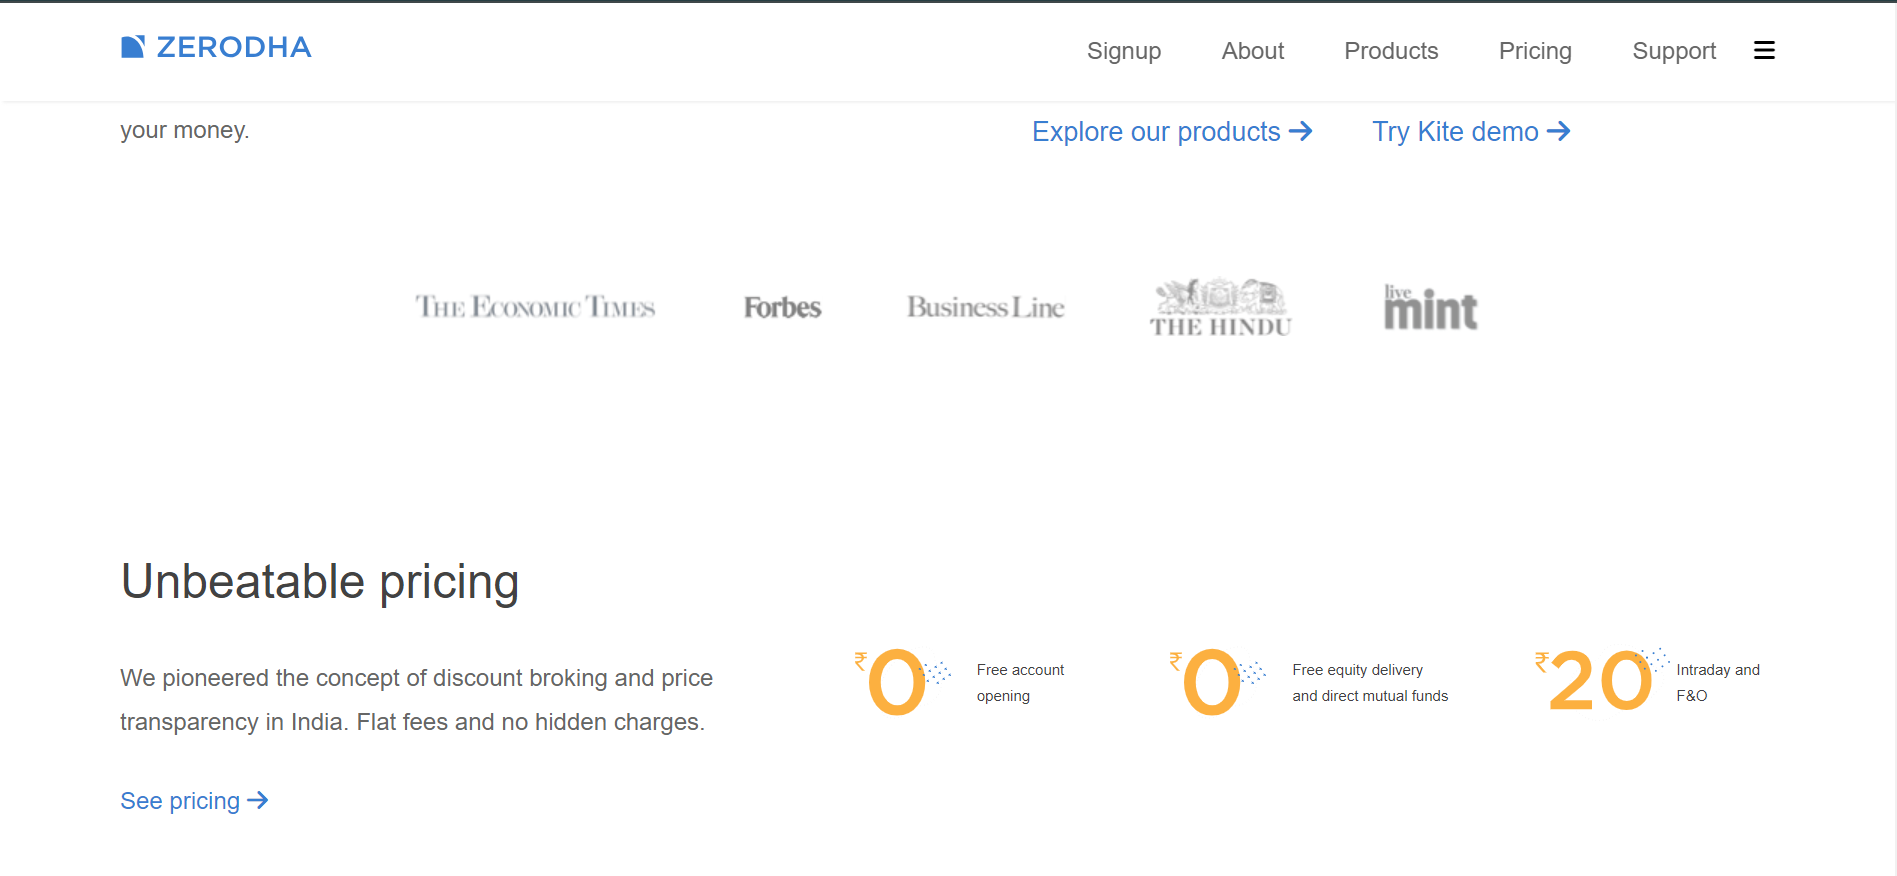 ZERODHA
Signup About Products Pricing Support
your money.
Explore our products Try Kite demo
THE ECONOMIC TIMES Forbes BusinessLine THE HINDU live mint
Unbeatable pricing
We pioneered the concept of discount broking and price
transparency in India. Flat fees and no hidden charges.
See pricing
₹0
Free account
opening
₹0
Free equity delivery
and direct mutual funds
₹20
Intraday and
F&O